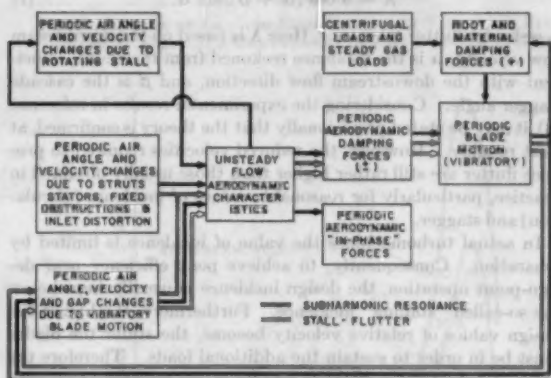 PERIODIC AIR ANGLE
AND VELOCITY
CHANGES DUE TO
ROTATING STALL
CENTRIFUGAL
LOADS AND
STEADY GAS
LOADS
ROOT AND
MATERIAL
DAMPING
FORCES (+)
PERIODIC AIR
ANGLE AND
VELOCITY CHANGES
DUE TO STRUTS
STATORS, FIXED
OBSTRUCTIONS &
INLET DISTORTION
UNSTEADY
FLOW
AERODYNAMIC
CHARACTER
ISTICS
PERIODIC
AERODYNAMIC
DAMPING
FORCES
PERIODIC
BLADE
MOTION
(VIBRATORY)
PERIODIC
AERODYNAMIC
IN-PHASE"
FORCES
PERIODIC AIR
ANGLE, VELOCITY
AND GAP CHANGES
DUE TO VIBRATORY
BLADE MOTION
SUBHARMONIC RESONANCE
STALL-FLUTTER